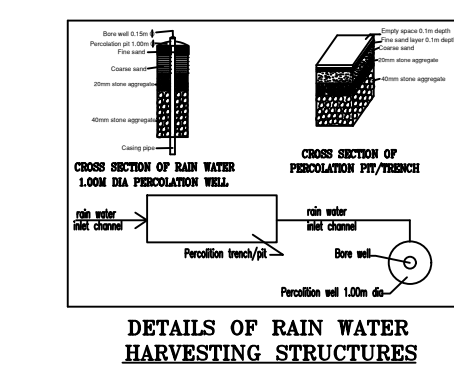 Bore well 0.15m
Percolation pit 1.00m
Fine sand
Coarse sand
20mm stone aggregate
40mm stone aggregate
Casing pipe
CROSS SECTION OF RAIN WATER
1.00M DIA PERCOLATION WELL
Empty space 0.1m depth
Fine sand layer 0.1m depth
Coarse sand
20mm stone aggregate
40mm stone aggregate
CROSS SECTION OF
PERCOLATION PIT/TRENCH
rain water
inlet channel
Percolition trench/pit
rain water
inlet channel
Bore well
Percolition well 1.00m dia
DETAILS OF RAIN WATER
HARVESTING STRUCTURES